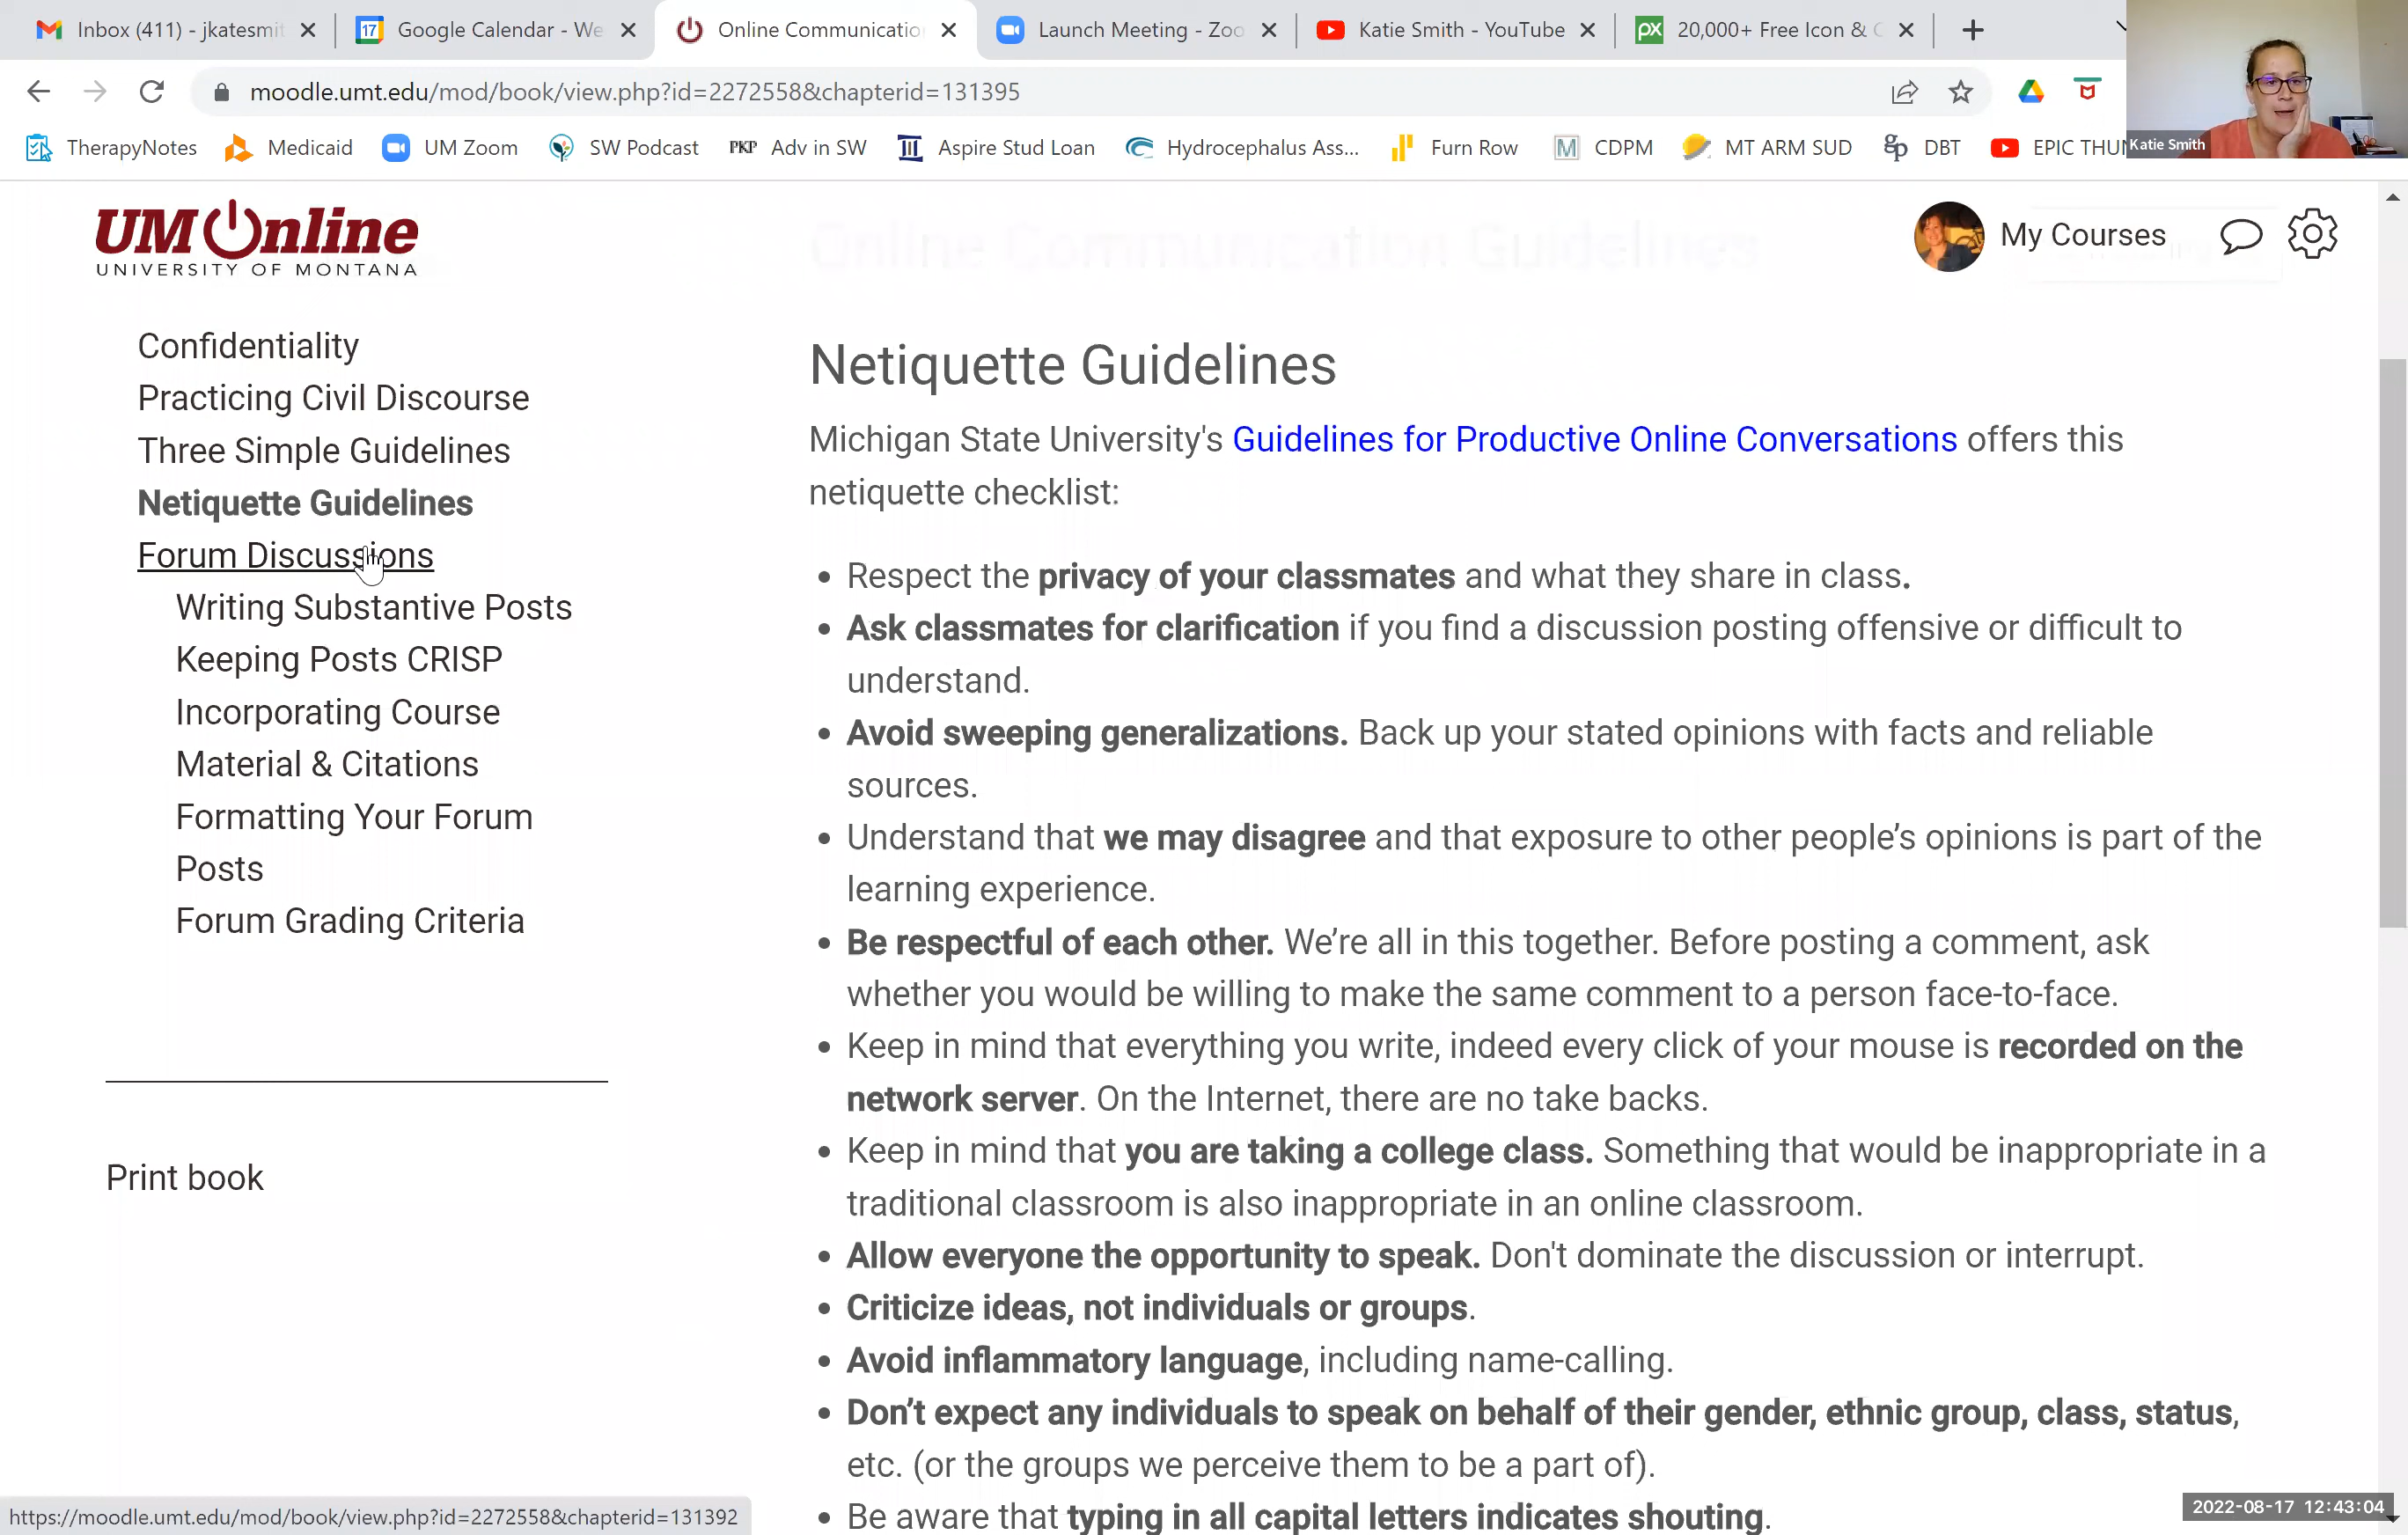 Inbox (411) - jkatesmit
Google Calendar - We
Online Communicatio
Launch Meeting - Zoo
Katie Smith - YouTube
20,000+ Free Icon & C
moodle.umt.edu/mod/book/view.php?id=2272558&chapterid=131395
TherapyNotes
Medicaid
UM Zoom
SW Podcast
PKP Adv in SW
Aspire Stud Loan
Hydrocephalus Ass...
Furn Row
CDPM
MT ARM SUD
gp DBT
EPIC THUN
Katie Smith
UM Online
UNIVERSITY OF MONTANA
Online Communication Guidelines
My Courses
Confidentiality
Practicing Civil Discourse
Three Simple Guidelines
Netiquette Guidelines
Forum Discussions
Writing Substantive Posts
Keeping Posts CRISP
Incorporating Course
Material & Citations
Formatting Your Forum
Posts
Forum Grading Criteria
Print book
Netiquette Guidelines
Michigan State University's Guidelines for Productive Online Conversations offers this
netiquette checklist:
• Respect the privacy of your classmates and what they share in class.
• Ask classmates for clarification if you find a discussion posting offensive or difficult to
understand.
• Avoid sweeping generalizations. Back up your stated opinions with facts and reliable
sources.
• Understand that we may disagree and that exposure to other people’s opinions is part of the
learning experience.
• Be respectful of each other. We’re all in this together. Before posting a comment, ask
whether you would be willing to make the same comment to a person face-to-face.
• Keep in mind that everything you write, indeed every click of your mouse is recorded on the
network server. On the Internet, there are no take backs.
• Keep in mind that you are taking a college class. Something that would be inappropriate in a
traditional classroom is also inappropriate in an online classroom.
• Allow everyone the opportunity to speak. Don't dominate the discussion or interrupt.
• Criticize ideas, not individuals or groups.
• Avoid inflammatory language, including name-calling.
• Don’t expect any individuals to speak on behalf of their gender, ethnic group, class, status,
etc. (or the groups we perceive them to be a part of).
• Be aware that typing in all capital letters indicates shouting.
https://moodle.umt.edu/mod/book/view.php?id=2272558&chapterid=131392
2022-08-17 12:43:04